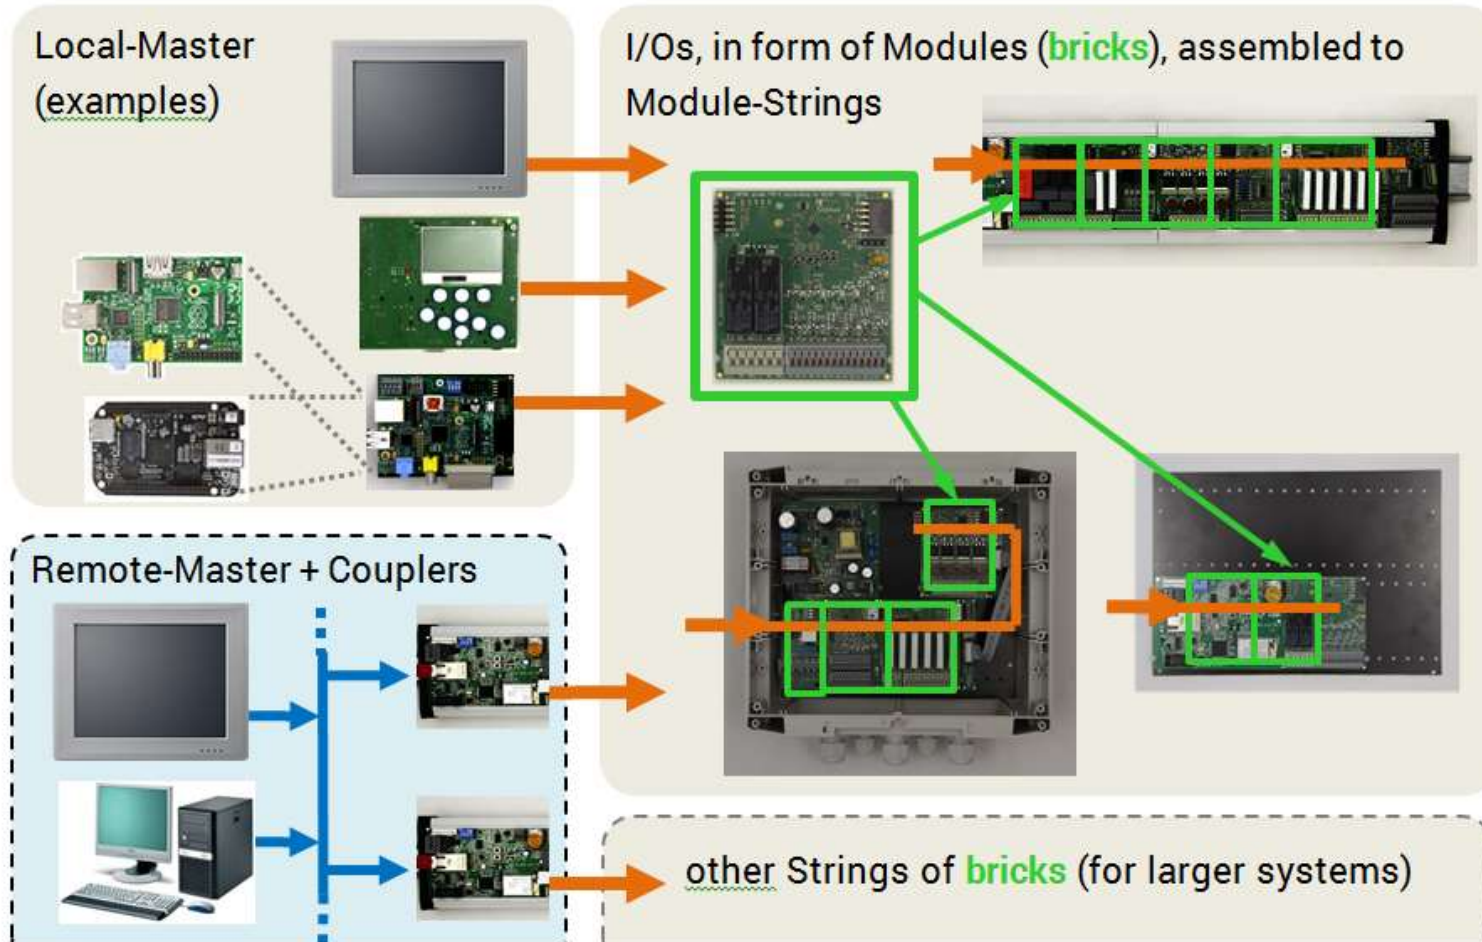 Local-Master
(examples)
I/Os, in form of Modules (bricks), assembled to
Module-Strings
Remote-Master + Couplers
other Strings of bricks (for larger systems)